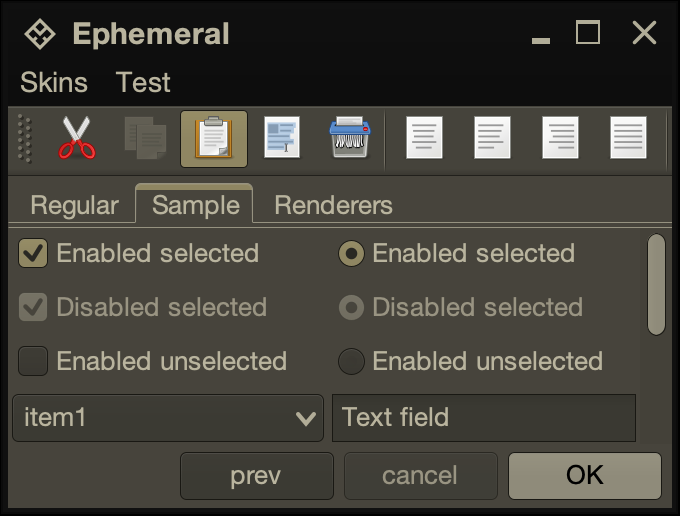 Ephemeral
Skins Test
Regular Sample Renderers
Enabled selected Enabled selected
Disabled selected Disabled selected
Enabled unselected Enabled unselected
item1 Text field
prev cancel OK